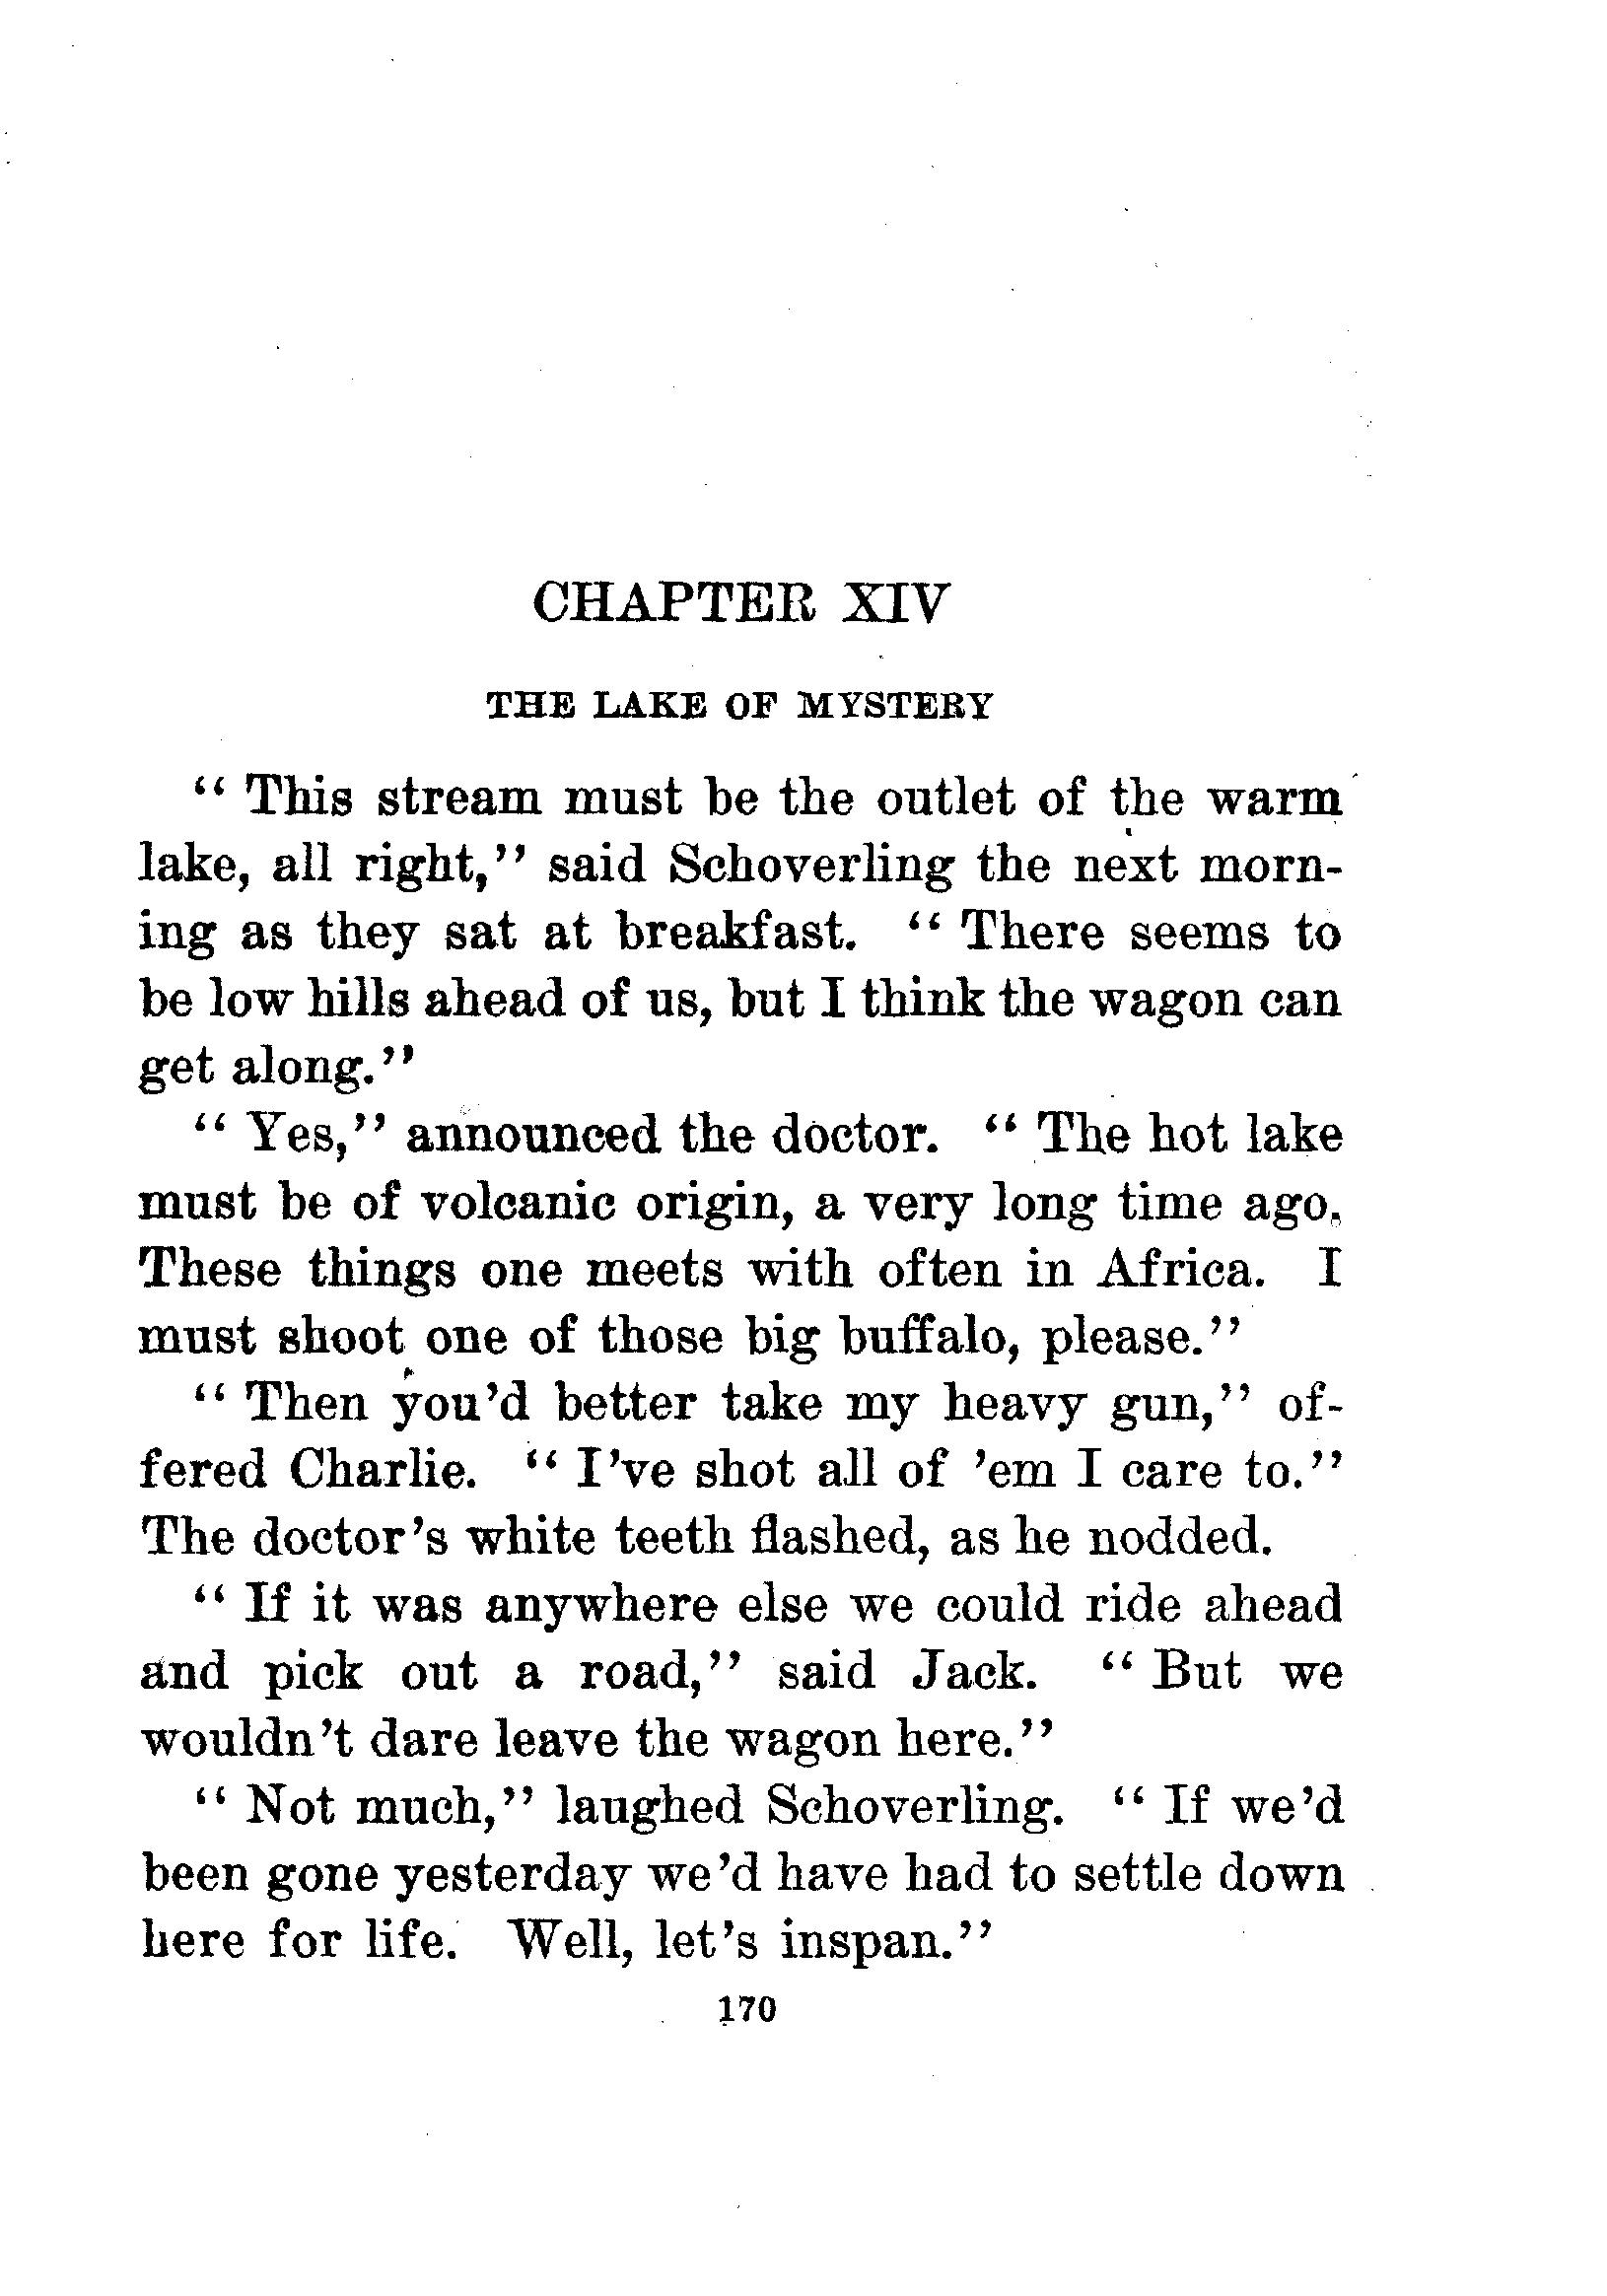 CHAPTER XIV
THE LAKE OF MYSTERY
" This stream must be the outlet of the warm
lake, all right," said Schoverling the next morn-
ing as they sat at breakfast. " There seems to
be low hills ahead of us, but I think the wagon can
get along."
" Yes," announced the doctor. " The hot lake
must be of volcanic origin, a very long time ago.
These things one meets with often in Africa. I
must shoot one of those big buffalo, please."
" Then you'd better take my heavy gun," of-
fered Charlie. " I've shot all of 'em I care to."
The doctor's white teeth flashed, as he nodded.
" If it was anywhere else we could ride ahead
and pick out a road," said Jack. " But we
wouldn't dare leave the wagon here."
" Not much," laughed Schoverling. " If we'd
been gone yesterday we'd have had to settle down
here for life. Well, let's inspan."
170